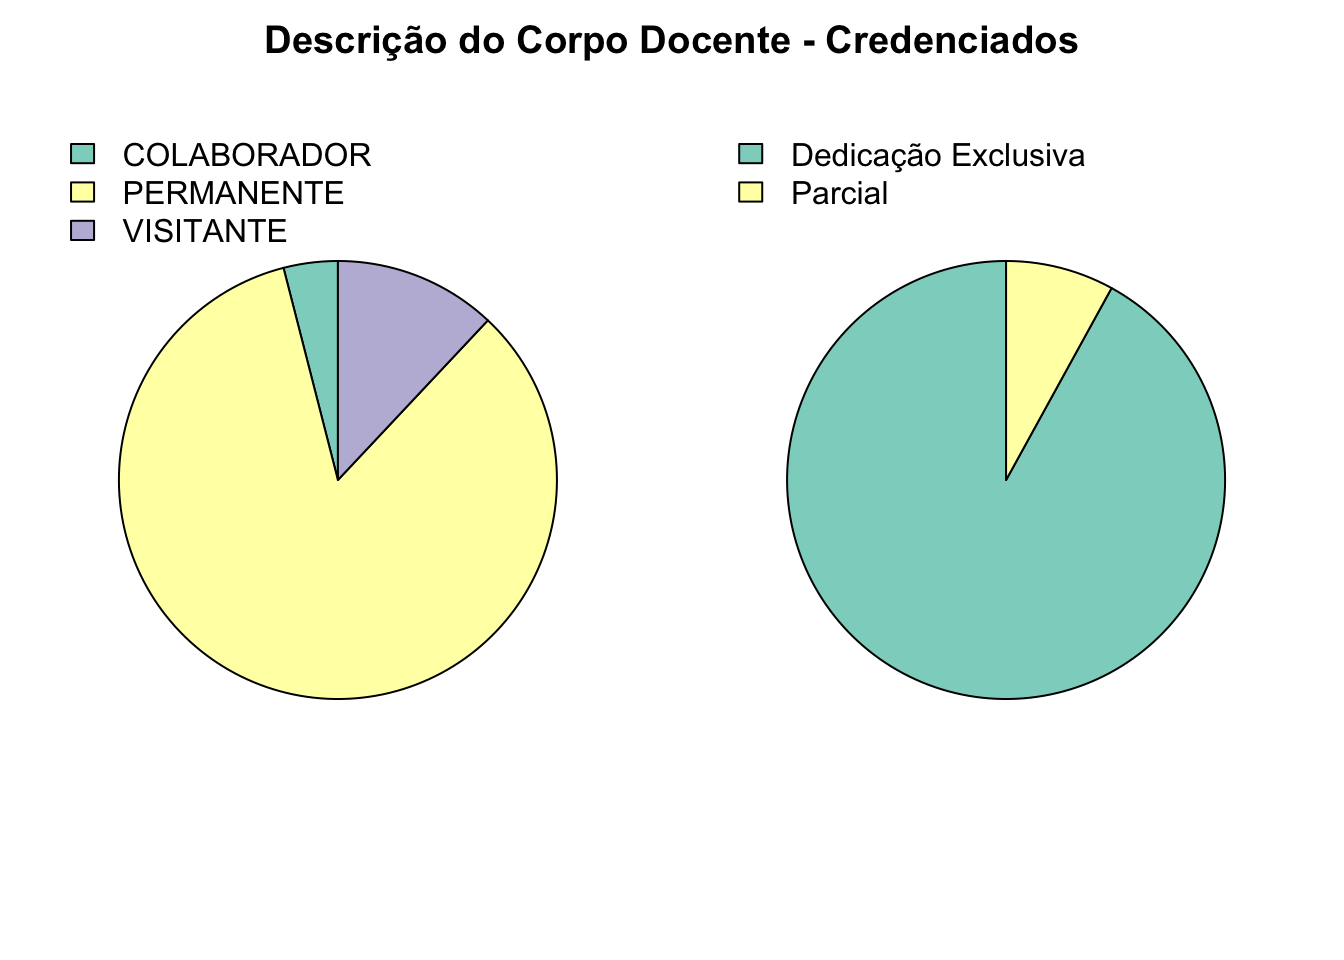 Descrição do Corpo Docente - Credenciados
COLABORADOR
PERMANENTE
VISITANTE
Dedicação Exclusiva
Parcial